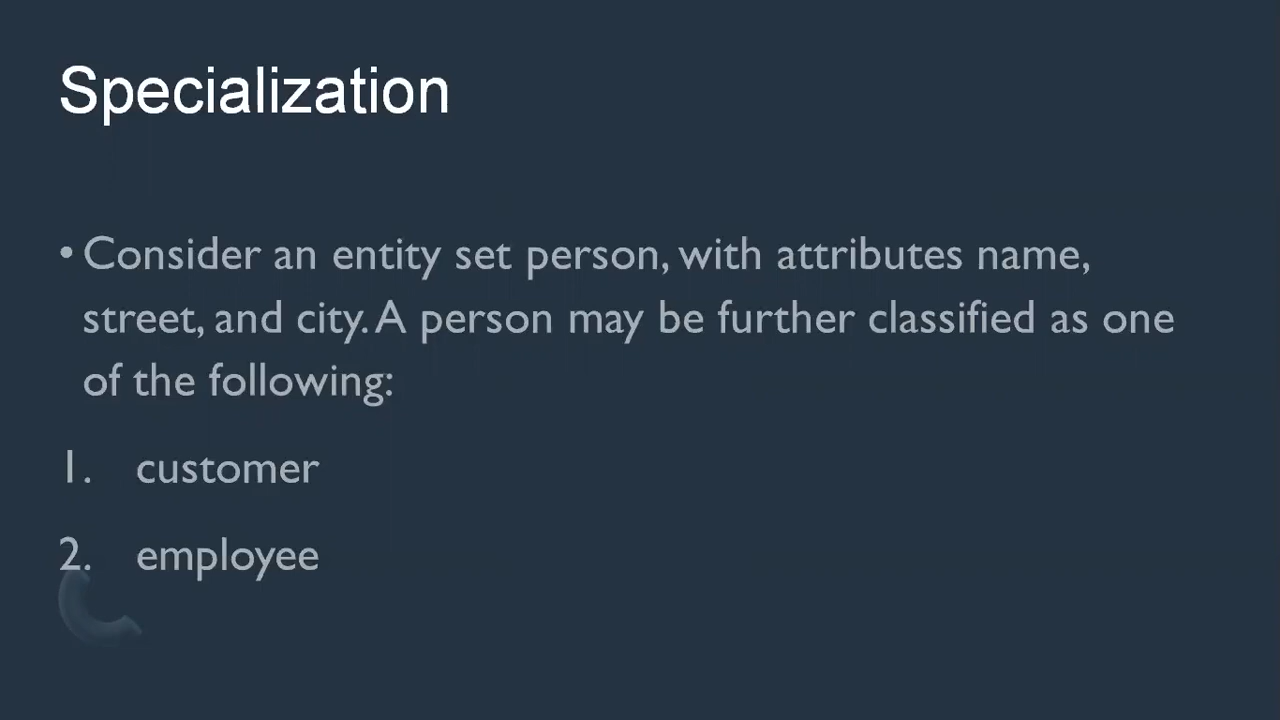 Specialization
• Consider an entity set person, with attributes name,
street, and city. A person may be further classified as one
of the following:
1. customer
2. employee